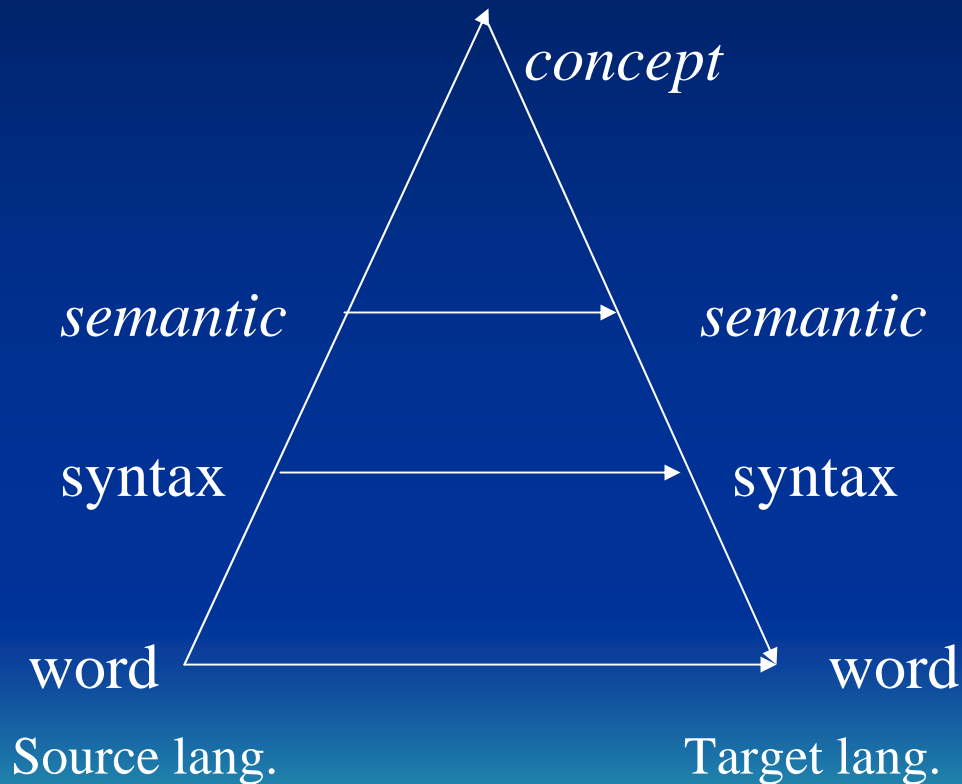 concept
semantic semantic
syntax syntax
word word
Source lang. Target lang.